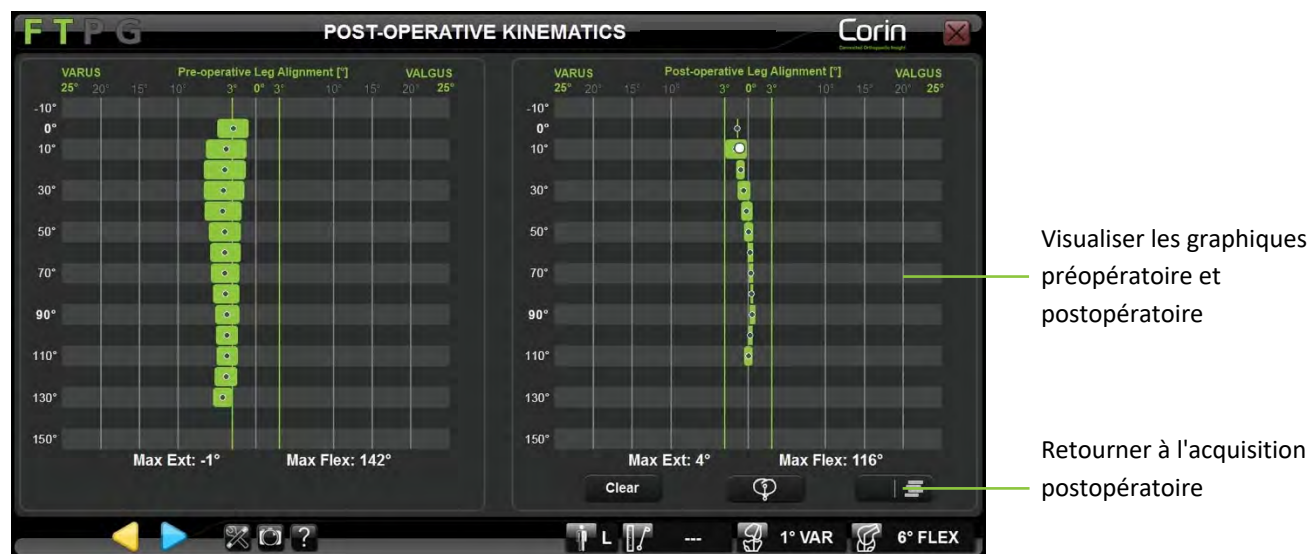 FTPG
POST-OPERATIVE KINEMATICS
Corin
Connected Orthopaedic Insight
VARUS Pre-operative Leg Alignment [°] VALGUS
25° 20° 15° 10° 3° 0° 3° 10° 15° 20° 25°
-10°
0°
10°
30°
50°
70°
90°
110°
130°
150°
Max Ext: -1° Max Flex: 142°
VARUS Post-operative Leg Alignment [°] VALGUS
25° 20° 15° 10° 3° 0° 3° 10° 15° 20° 25°
-10°
0°
10°
30°
50°
70°
90°
110°
130°
150°
Max Ext: 4° Max Flex: 116°
Clear
?
L --- 1° VAR 6° FLEX
Visualiser les graphiques
préopératoire et
postopératoire
Retourner à l'acquisition
postopératoire